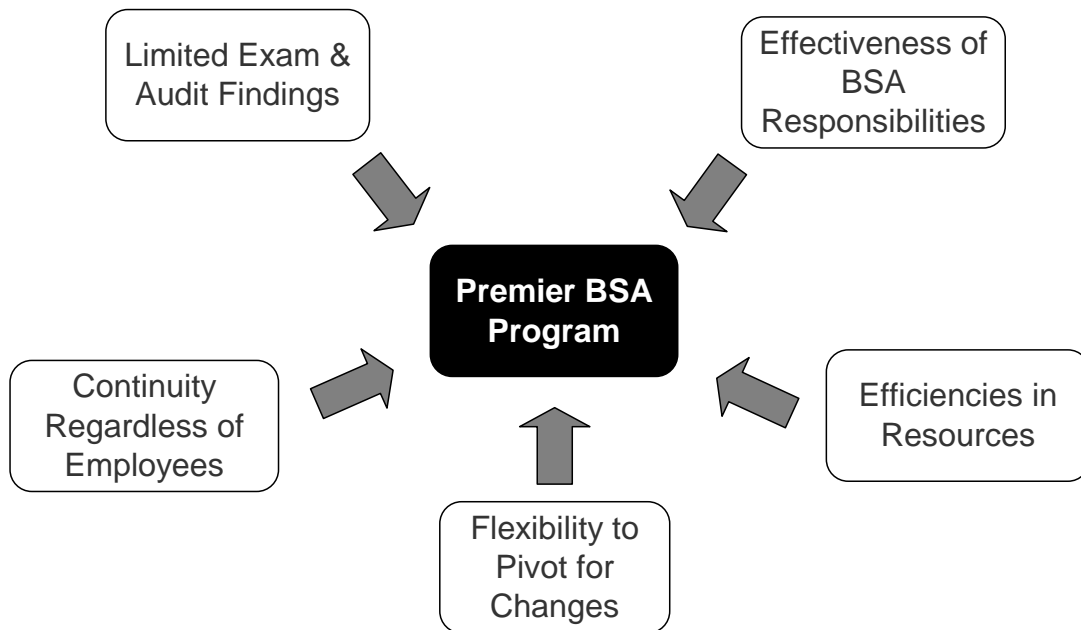 Limited Exam &
Audit Findings
Effectiveness of
BSA
Responsibilities
Premier BSA
Program
Continuity
Regardless of
Employees
Efficiencies in
Resources
Flexibility to
Pivot for
Changes